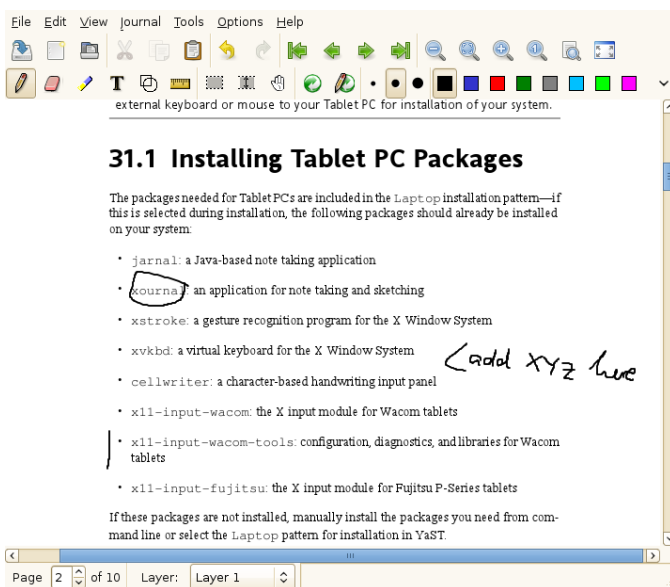 File Edit View Journal Tools Options Help
T
external keyboard or mouse to your Tablet PC for installation of your system.
31.1 Installing Tablet PC Packages
The packages needed for Tablet PC's are included in the Laptop installation pattern—if
this is selected during installation, the following packages should already be installed
on your system:
• jarnal: a Java-based note taking application
• xournal: an application for note taking and sketching
• xstroke: a gesture recognition program for the X Window System
• xvkbd: a virtual keyboard for the X Window System
<add XYZ here
• cellwriter: a character-based handwriting input panel
• x11-input-wacom: the X input module for Wacom tablets
• x11-input-wacom-tools: configuration, diagnostics, and libraries for Wacom
tablets
• x11-input-fujitsu: the X input module for Fujitsu P-Series tablets
If these packages are not installed, manually install the packages you need from com-
mand line or select the Laptop pattern for installation in YaST.
Page 2 of 10 Layer: Layer 1